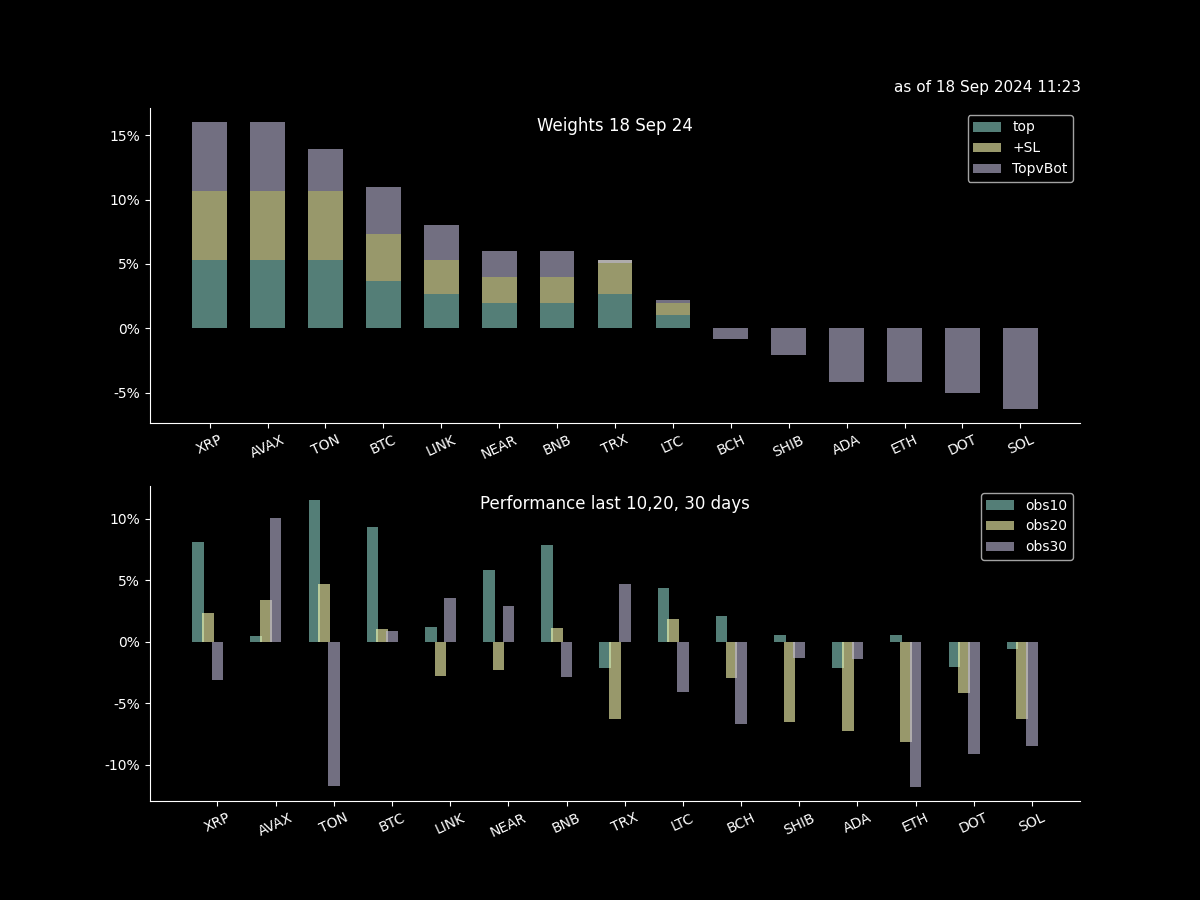 as of 18 Sep 2024 11:23
Weights 18 Sep 24
top
+SL
TopvBot
15%
10%
5%
0%
-5%
XRP AVAX TON BTC LINK NEAR BNB TRX LTC BCH SHIB ADA ETH DOT SOL
Performance last 10,20, 30 days
obs10
obs20
obs30
10%
5%
0%
-5%
-10%
XRP AVAX TON BTC LINK NEAR BNB TRX LTC BCH SHIB ADA ETH DOT SOL